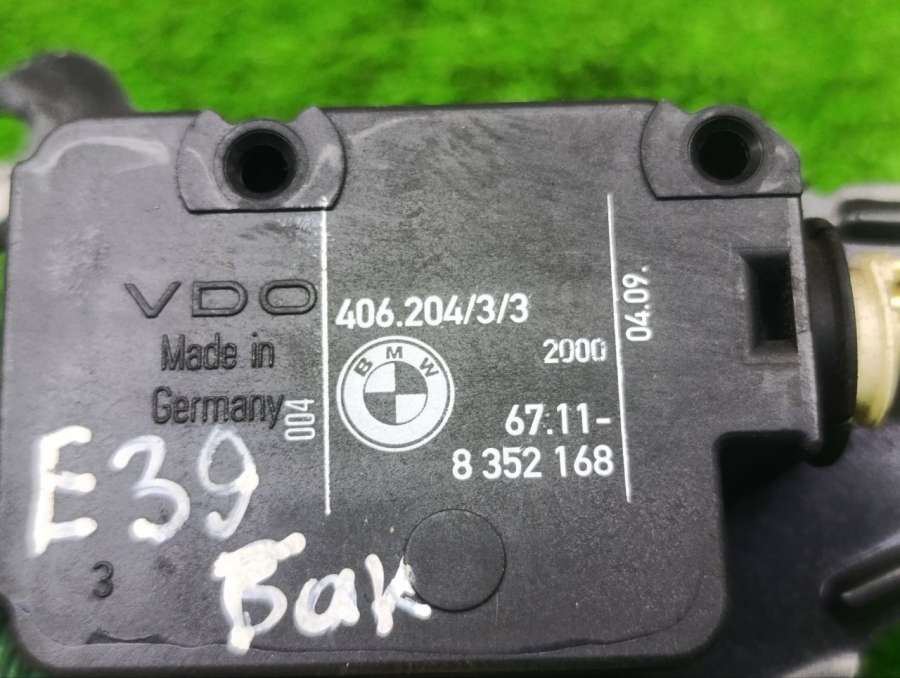 VDO
Made in
Germany
004
406.204/3/3
BMW
2000
67.11-
8 352 168
04.09.
E39
Бак
3